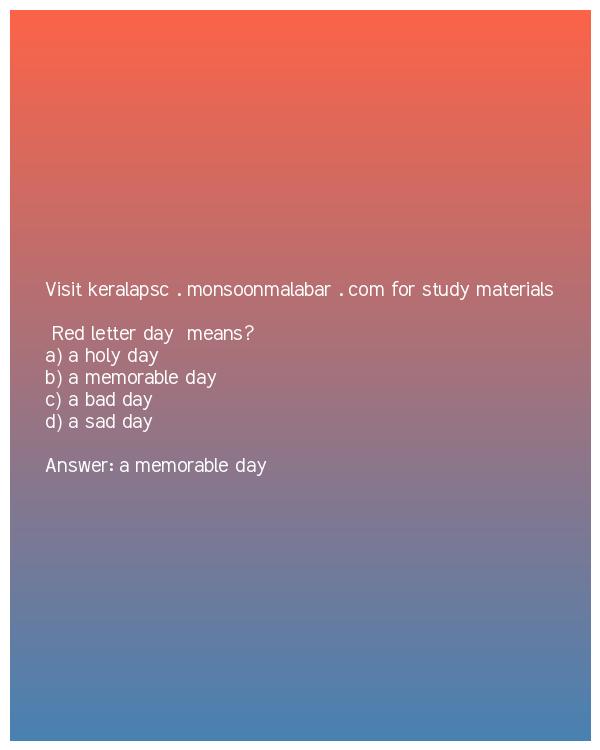 Visit keralapsc . monsoonmalabar . com for study materials
Red letter day  means?
a) a holy day
b) a memorable day
c) a bad day
d) a sad day
Answer: a memorable day